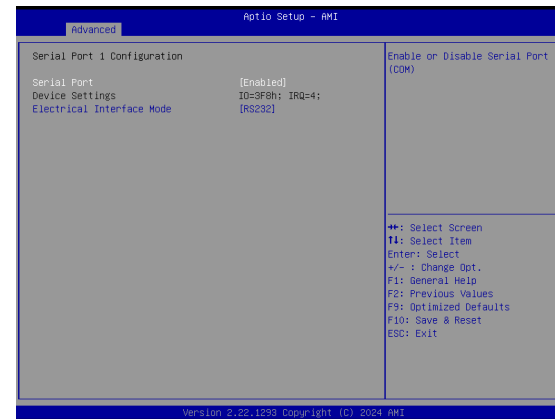 Aptio Setup - AMI
Advanced
Serial Port 1 Configuration
Serial Port [Enabled]
Device Settings IO=3F8h; IRQ=4;
Electrical Interface Mode [RS232]
Enable or Disable Serial Port
(COM)
→←: Select Screen
↑↓: Select Item
Enter: Select
+/- : Change Opt.
F1: General Help
F2: Previous Values
F9: Optimized Defaults
F10: Save & Reset
ESC: Exit
Version 2.22.1293 Copyright (C) 2024 AMI